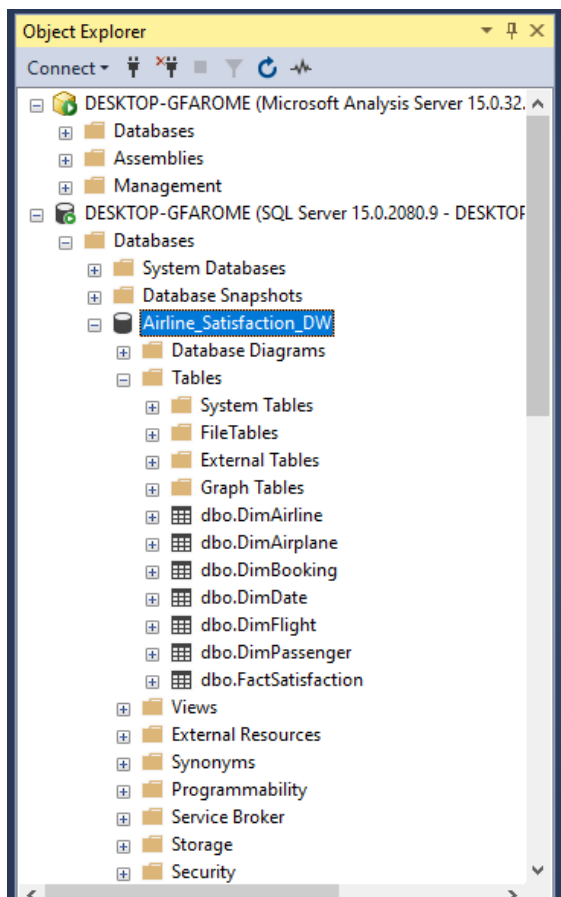 Object Explorer
Connect
DESKTOP-GFAROME (Microsoft Analysis Server 15.0.32.
Databases
Assemblies
Management
DESKTOP-GFAROME (SQL Server 15.0.2080.9 - DESKTOP
Databases
System Databases
Database Snapshots
Airline_Satisfaction_DW
Database Diagrams
Tables
System Tables
FileTables
External Tables
Graph Tables
dbo.DimAirline
dbo.DimAirplane
dbo.DimBooking
dbo.DimDate
dbo.DimFlight
dbo.DimPassenger
dbo.FactSatisfaction
Views
External Resources
Synonyms
Programmability
Service Broker
Storage
Security